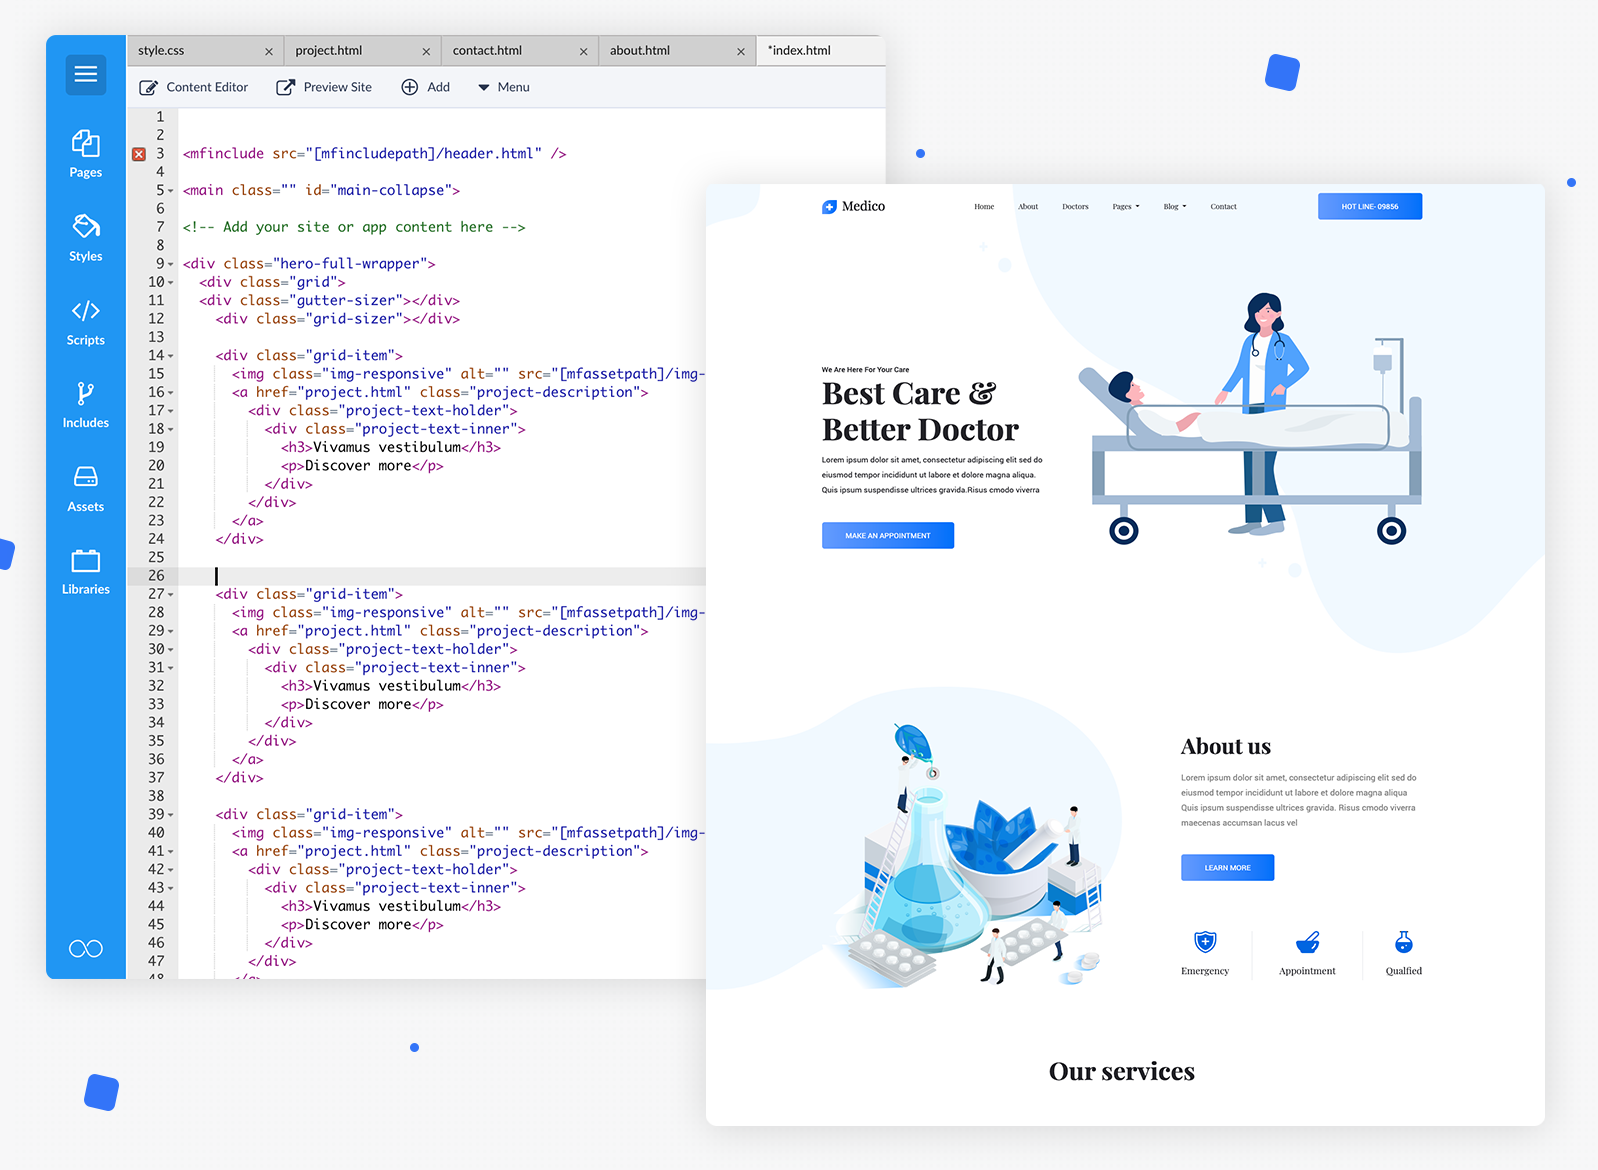 style.css
project.html
contact.html
about.html
*index.html
Content Editor
Preview Site
Add
Menu
Pages
Styles
Scripts
Includes
Assets
Libraries
1
2
3 <mfinclude src="[mfincludepath]/header.html" />
4
5 <main class="" id="main-collapse">
6
7 <!-- Add your site or app content here -->
8
9 <div class="hero-full-wrapper">
10 <div class="grid">
11 <div class="gutter-sizer"></div>
12 <div class="grid-sizer"></div>
13
14 <div class="grid-item">
15 <img class="img-responsive" alt="" src="[mfassetpath]/img-
16 <a href="project.html" class="project-description">
17 <div class="project-text-holder">
18 <div class="project-text-inner">
19 <h3>Vivamus vestibulum</h3>
20 <p>Discover more</p>
21 </div>
22 </div>
23 </a>
24 </div>
25
26
27 <div class="grid-item">
28 <img class="img-responsive" alt="" src="[mfassetpath]/img-
29 <a href="project.html" class="project-description">
30 <div class="project-text-holder">
31 <div class="project-text-inner">
32 <h3>Vivamus vestibulum</h3>
33 <p>Discover more</p>
34 </div>
35 </div>
36 </a>
37 </div>
38
39 <div class="grid-item">
40 <img class="img-responsive" alt="" src="[mfassetpath]/img-
41 <a href="project.html" class="project-description">
42 <div class="project-text-holder">
43 <div class="project-text-inner">
44 <h3>Vivamus vestibulum</h3>
45 <p>Discover more</p>
46 </div>
47 </div>
48 </a>
Medico
Home
About
Doctors
Pages
Blog
Contact
HOT LINE- 09856
We Are Here For Your Care
Best Care &
Better Doctor
Lorem ipsum dolor sit amet, consectetur adipiscing elit sed do
eiusmod tempor incididunt ut labore et dolore magna aliqua.
Quis ipsum suspendisse ultrices gravida.Risus cmodo viverra
MAKE AN APPOINTMENT
About us
Lorem ipsum dolor sit amet, consectetur adipiscing elit sed do
eiusmod tempor incididunt ut labore et dolore magna aliqua
Quis ipsum suspendisse ultrices gravida. Risus cmodo viverra
maecenas accumsan lacus vel
LEARN MORE
Emergency
Appointment
Qualfied
Our services